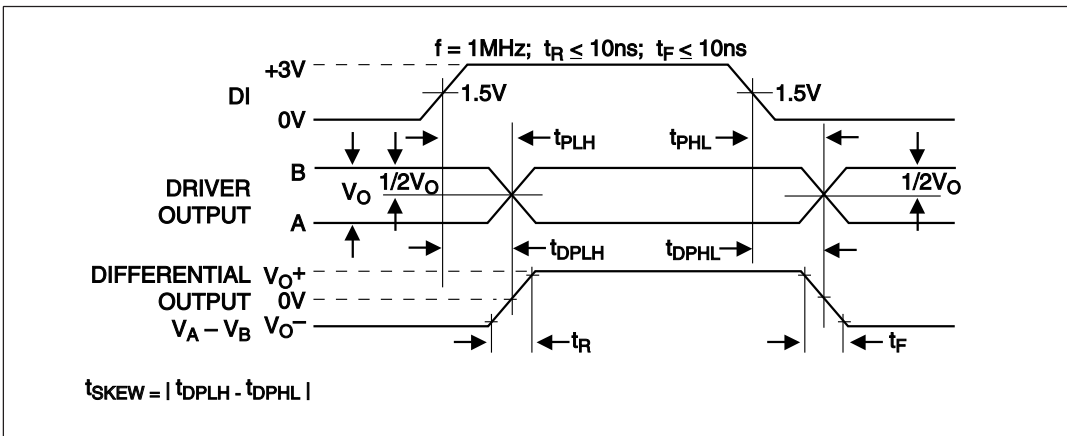 f = 1MHz; tR ≤ 10ns; tF ≤ 10ns
+3V
DI
1.5V
1.5V
0V
tPLH
tPHL
B
DRIVER
OUTPUT
VO
1/2VO
1/2VO
A
tDPLH
tDPHL
DIFFERENTIAL
OUTPUT
VA – VB
VO+
0V
VO–
tR
tF
tSKEW = | tDPLH - tDPHL |